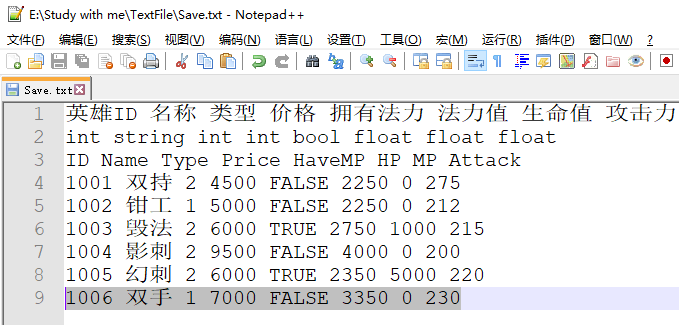 E:\Study with me\TextFile\Save.txt - Notepad++
文件(F) 编辑(E) 搜索(S) 视图(V) 编码(N) 语言(L) 设置(T) 工具(O) 宏(M) 运行(R) 插件(P) 窗口(W) ?
Save.txt
1 英雄ID 名称 类型 价格 拥有法力 法力值 生命值 攻击力
2 int string int int bool float float float
3 ID Name Type Price HaveMP HP MP Attack
4 1001 双持 2 4500 FALSE 2250 0 275
5 1002 钳工 1 5000 FALSE 2250 0 212
6 1003 毁法 2 6000 TRUE 2750 1000 215
7 1004 影刺 2 9500 FALSE 4000 0 200
8 1005 幻刺 2 6000 TRUE 2350 5000 220
9 1006 双手 1 7000 FALSE 3350 0 230